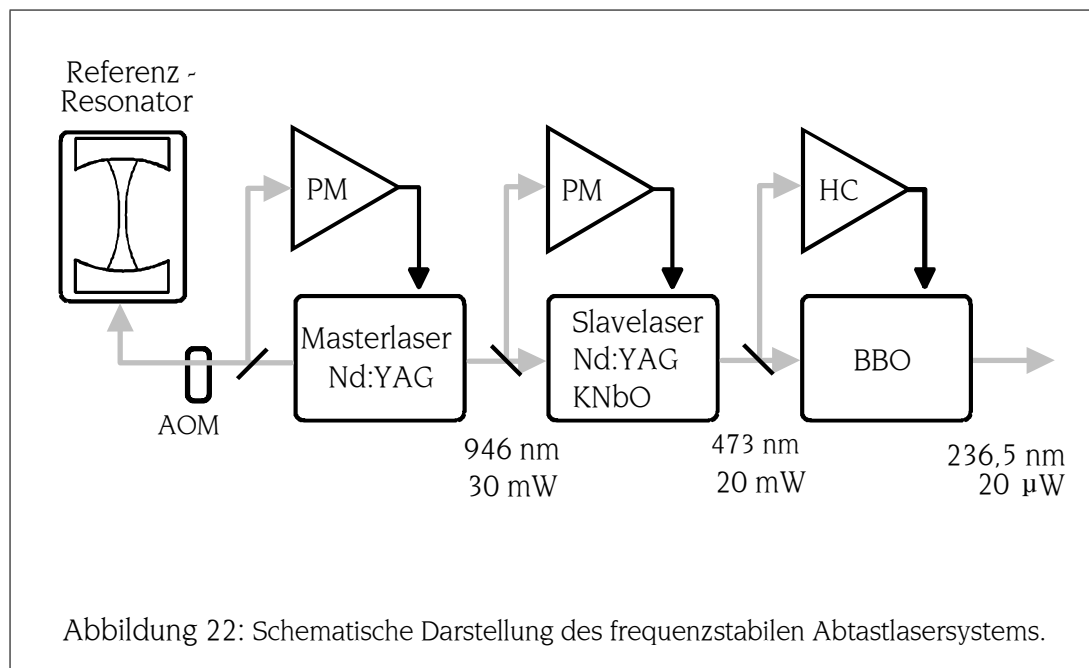 Referenz -
Resonator
PM
PM
HC
Masterlaser
Nd:YAG
Slavelaser
Nd:YAG
KNbO
BBO
AOM
946 nm
30 mW
473 nm
20 mW
236,5 nm
20 µW
Abbildung 22: Schematische Darstellung des frequenzstabilen Abtastlasersystems.